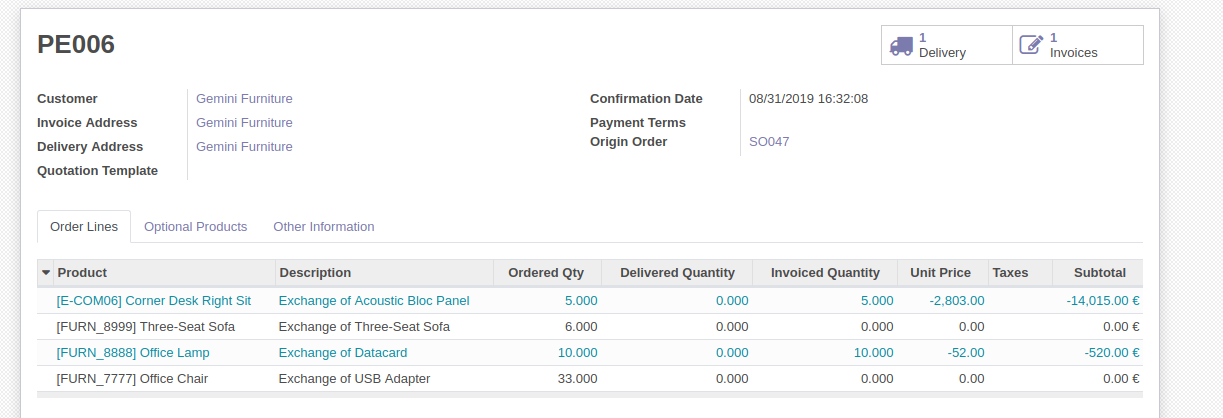 PE006
1
Delivery
1
Invoices
Customer Gemini Furniture
Invoice Address Gemini Furniture
Delivery Address Gemini Furniture
Quotation Template
Confirmation Date 08/31/2019 16:32:08
Payment Terms
Origin Order SO047
Order Lines Optional Products Other Information
Product Description Ordered Qty Delivered Quantity Invoiced Quantity Unit Price Taxes Subtotal
[E-COM06] Corner Desk Right Sit Exchange of Acoustic Bloc Panel 5.000 0.000 5.000 -2,803.00 -14,015.00 €
[FURN_8999] Three-Seat Sofa Exchange of Three-Seat Sofa 6.000 0.000 0.000 0.00 0.00 €
[FURN_8888] Office Lamp Exchange of Datacard 10.000 0.000 10.000 -52.00 -520.00 €
[FURN_7777] Office Chair Exchange of USB Adapter 33.000 0.000 0.000 0.00 0.00 €